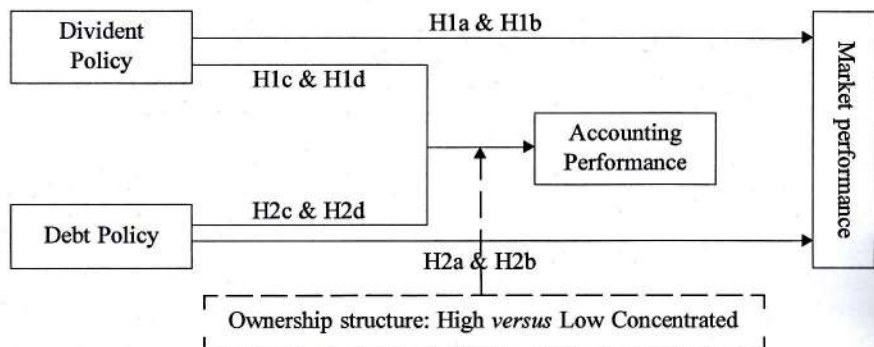 Divident
Policy
H1a & H1b
H1c & H1d
Market performance
Accounting
Performance
H2c & H2d
Debt Policy
H2a & H2b
Ownership structure: High versus Low Concentrated